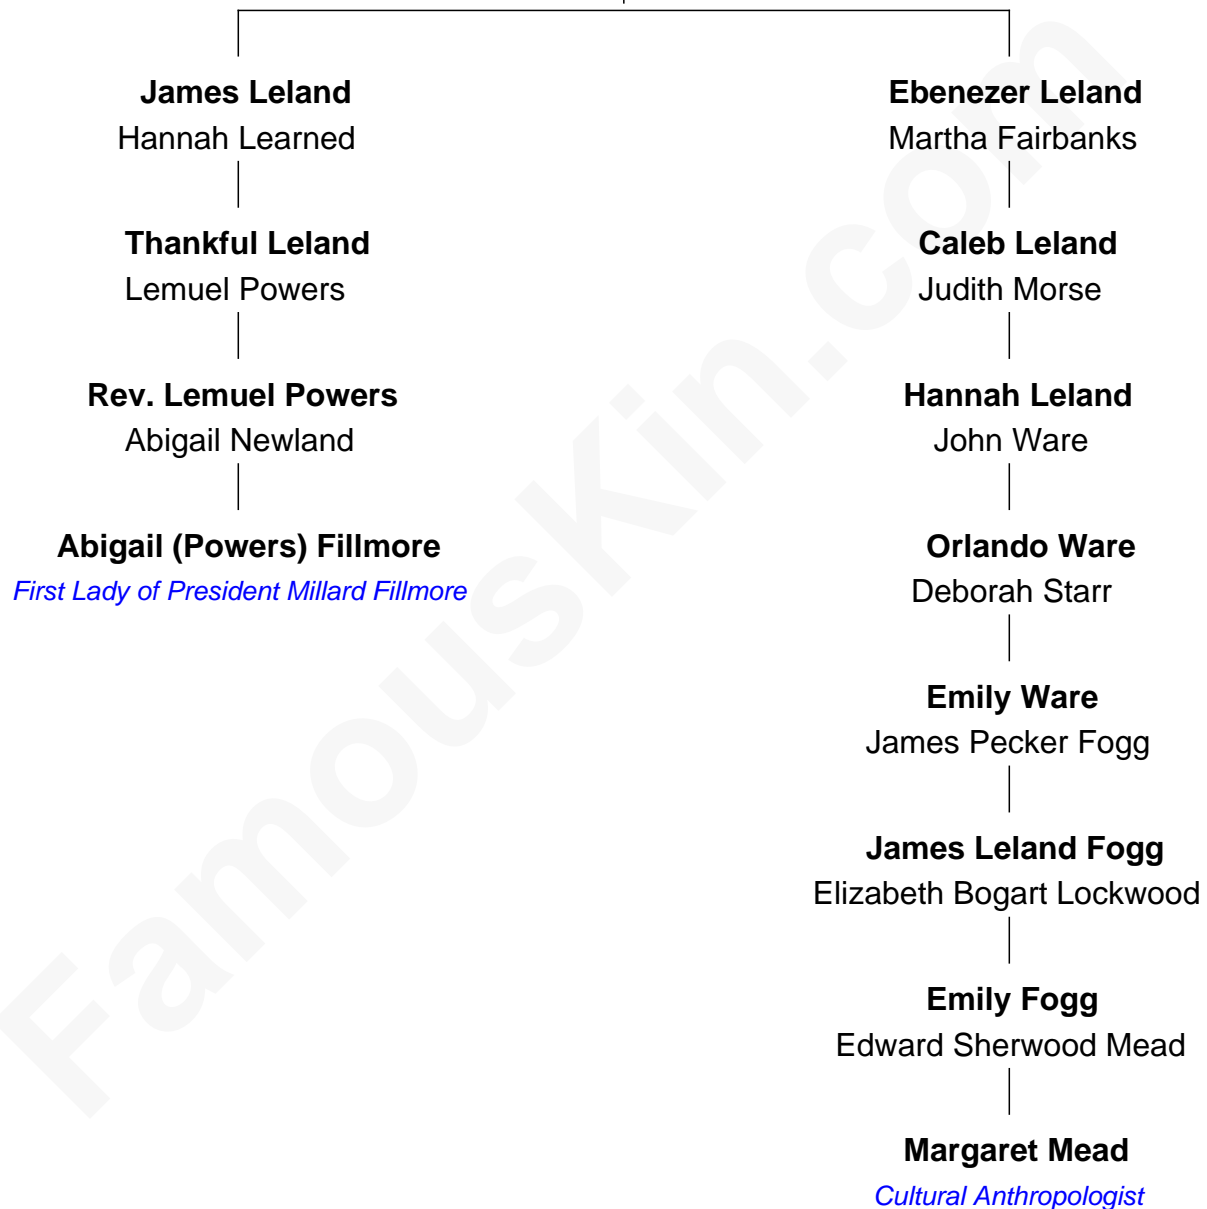 James Leland
Hannah Learned
Thankful Leland
Lemuel Powers
Rev. Lemuel Powers
Abigail Newland
Abigail (Powers) Fillmore
First Lady of President Millard Fillmore
Ebenezer Leland
Martha Fairbanks
Caleb Leland
Judith Morse
Hannah Leland
John Ware
Orlando Ware
Deborah Starr
Emily Ware
James Pecker Fogg
James Leland Fogg
Elizabeth Bogart Lockwood
Emily Fogg
Edward Sherwood Mead
Margaret Mead
Cultural Anthropologist
FamousKin.com